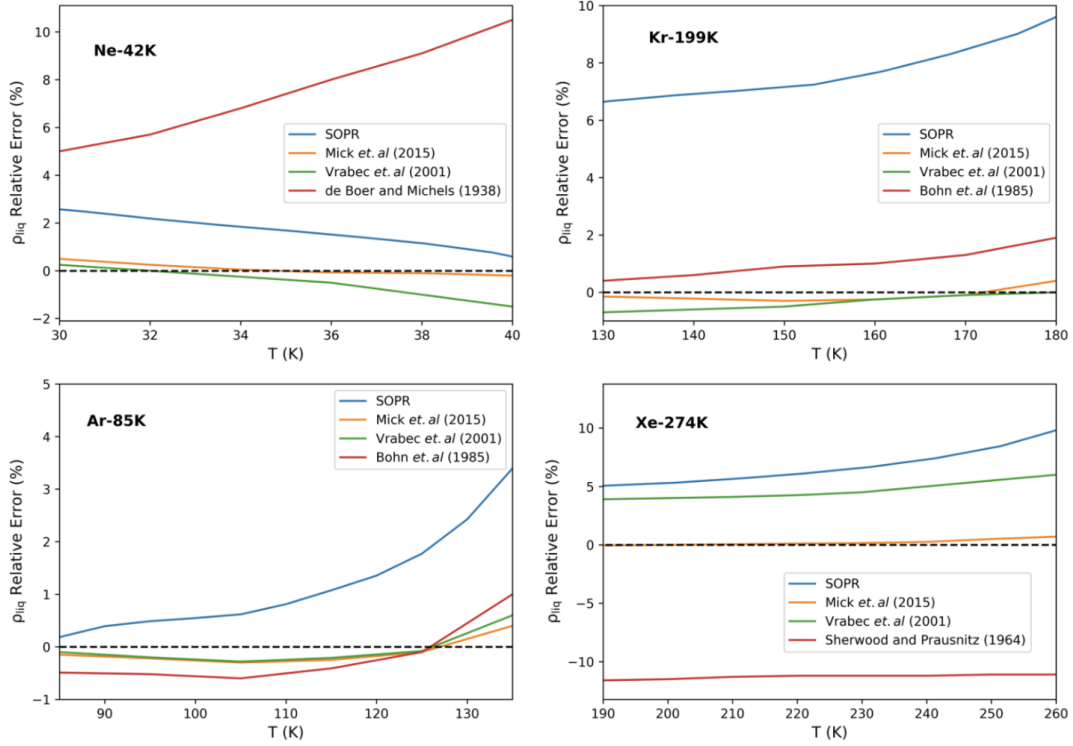 Ne-42K
ρliq Relative Error (%)
10
8
6
4
2
0
−2
SOPR
Mick et.al (2015)
Vrabec et.al (2001)
de Boer and Michels (1938)
30 32 34 36 38 40
T (K)
Kr-199K
ρliq Relative Error (%)
10
8
6
4
2
0
SOPR
Mick et.al (2015)
Vrabec et.al (2001)
Bohn et.al (1985)
130 140 150 160 170 180
T (K)
Ar-85K
ρliq Relative Error (%)
5
4
3
2
1
0
−1
SOPR
Mick et.al (2015)
Vrabec et.al (2001)
Bohn et.al (1985)
90 100 110 120 130
T (K)
Xe-274K
ρliq Relative Error (%)
10
5
0
−5
−10
SOPR
Mick et.al (2015)
Vrabec et.al (2001)
Sherwood and Prausnitz (1964)
190 200 210 220 230 240 250 260
T (K)